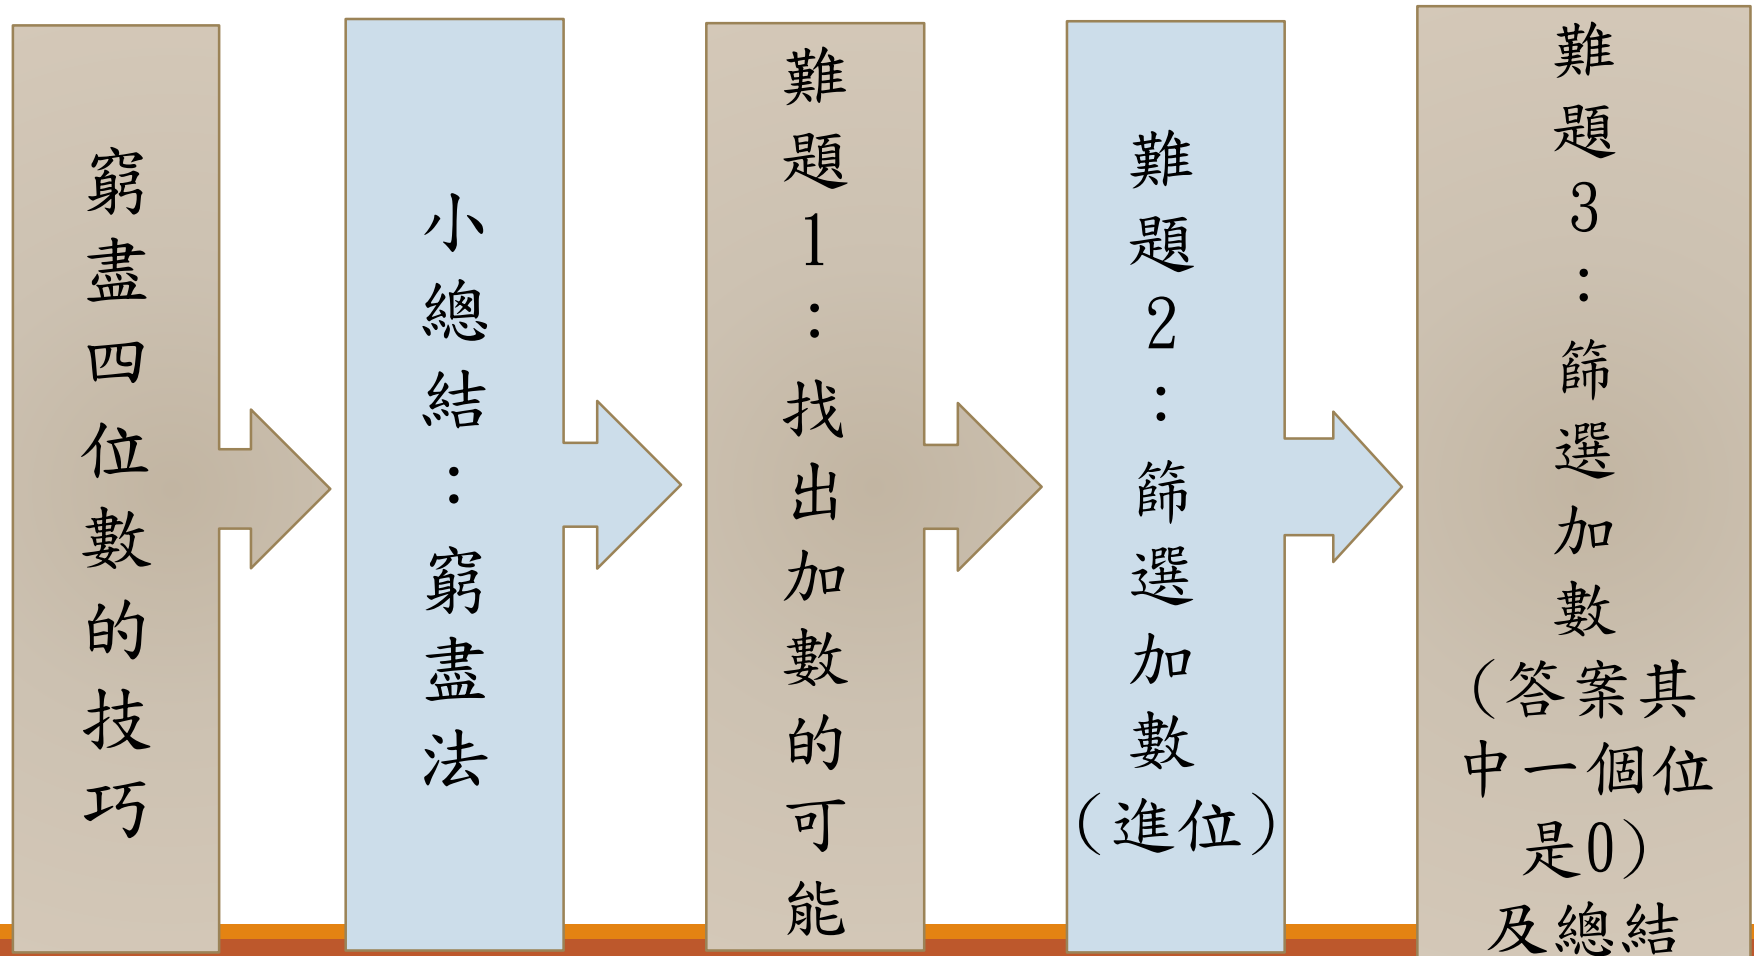 窮盡四位數的技巧
小總結：窮盡法
難題1：找出加數的可能
難題2：篩選加數
(進位)
難題3：篩選加數
(答案其
中一個位
是0)
及總結